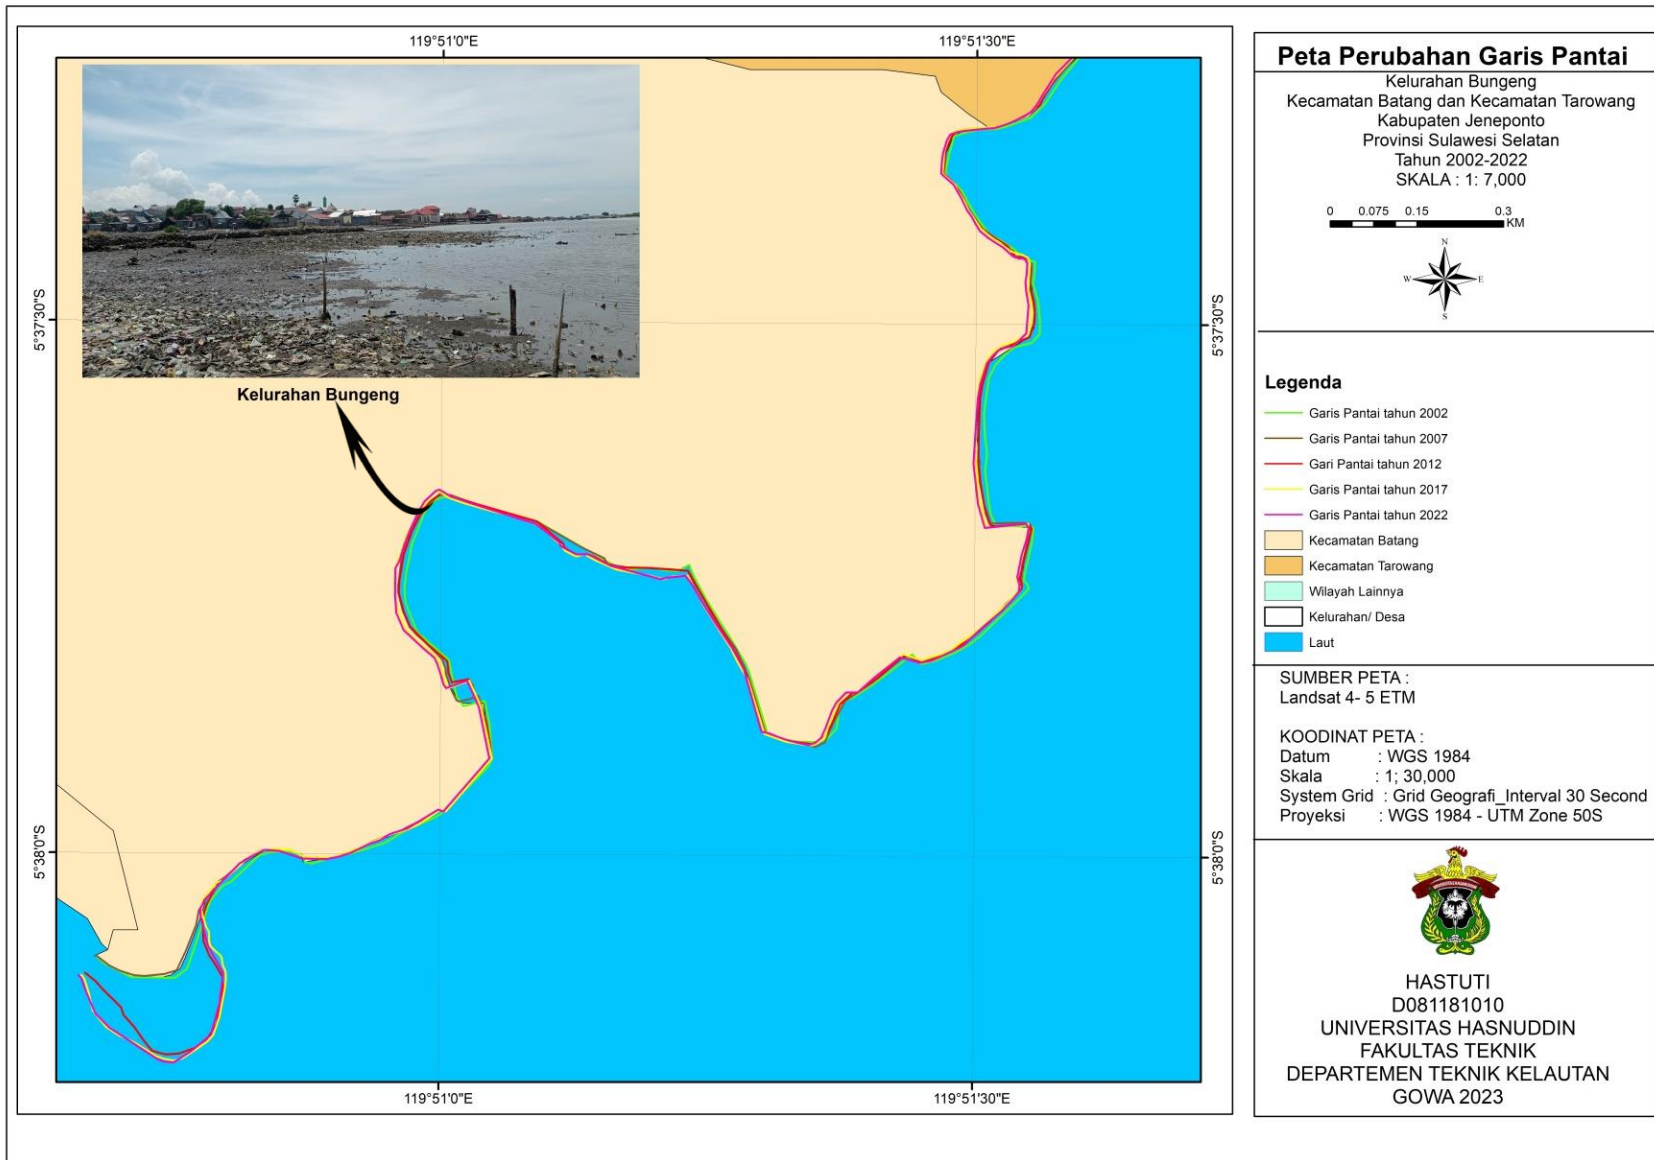 119°51'0"E
119°51'30"E
5°37'30"S
5°37'30"S
5°38'0"S
5°38'0"S
119°51'0"E
119°51'30"E
Kelurahan Bungeng
Peta Perubahan Garis Pantai
Kelurahan Bungeng
Kecamatan Batang dan Kecamatan Tarowang
Kabupaten Jeneponto
Provinsi Sulawesi Selatan
Tahun 2002-2022
SKALA : 1: 7,000
0 0.075 0.15 0.3
KM
N
W E
S
Legenda
Garis Pantai tahun 2002
Garis Pantai tahun 2007
Gari Pantai tahun 2012
Garis Pantai tahun 2017
Garis Pantai tahun 2022
Kecamatan Batang
Kecamatan Tarowang
Wilayah Lainnya
Kelurahan/ Desa
Laut
SUMBER PETA :
Landsat 4- 5 ETM
KOODINAT PETA :
Datum : WGS 1984
Skala : 1; 30,000
System Grid : Grid Geografi_Interval 30 Second
Proyeksi : WGS 1984 - UTM Zone 50S
UNIVERSITAS HASANUDDIN
HASTUTI
D081181010
UNIVERSITAS HASNUDDIN
FAKULTAS TEKNIK
DEPARTEMEN TEKNIK KELAUTAN
GOWA 2023